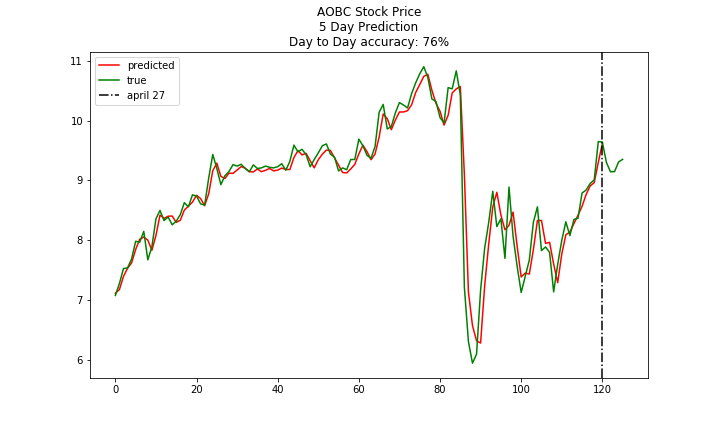 AOBC Stock Price
5 Day Prediction
Day to Day accuracy: 76%
predicted
true
april 27
11
10
9
8
7
6
0
20
40
60
80
100
120